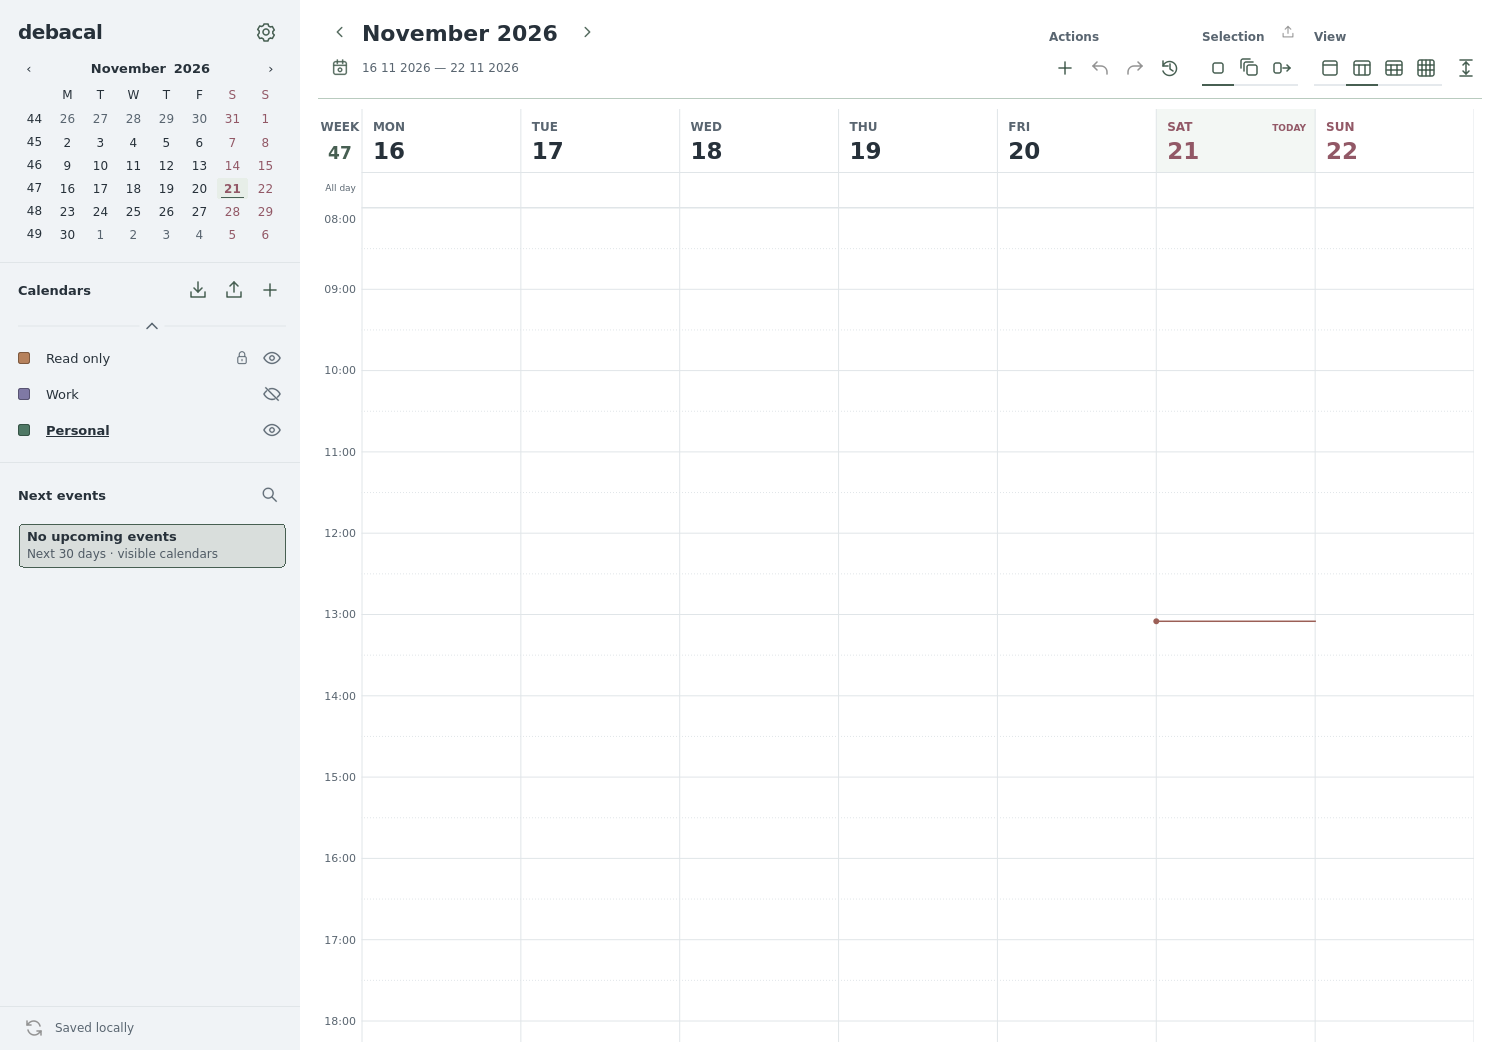 debacal
‹ November 2026 ›
M T W T F S S
44 26 27 28 29 30 31 1
45 2 3 4 5 6 7 8
46 9 10 11 12 13 14 15
47 16 17 18 19 20 21 22
48 23 24 25 26 27 28 29
49 30 1 2 3 4 5 6
Calendars
Read only
Work
Personal
Next events
No upcoming events
Next 30 days · visible calendars
Saved locally
November 2026
16 11 2026 — 22 11 2026
Actions Selection View
WEEK MON TUE WED THU FRI SAT TODAY SUN
47 16 17 18 19 20 21 22
All day
08:00
09:00
10:00
11:00
12:00
13:00
14:00
15:00
16:00
17:00
18:00